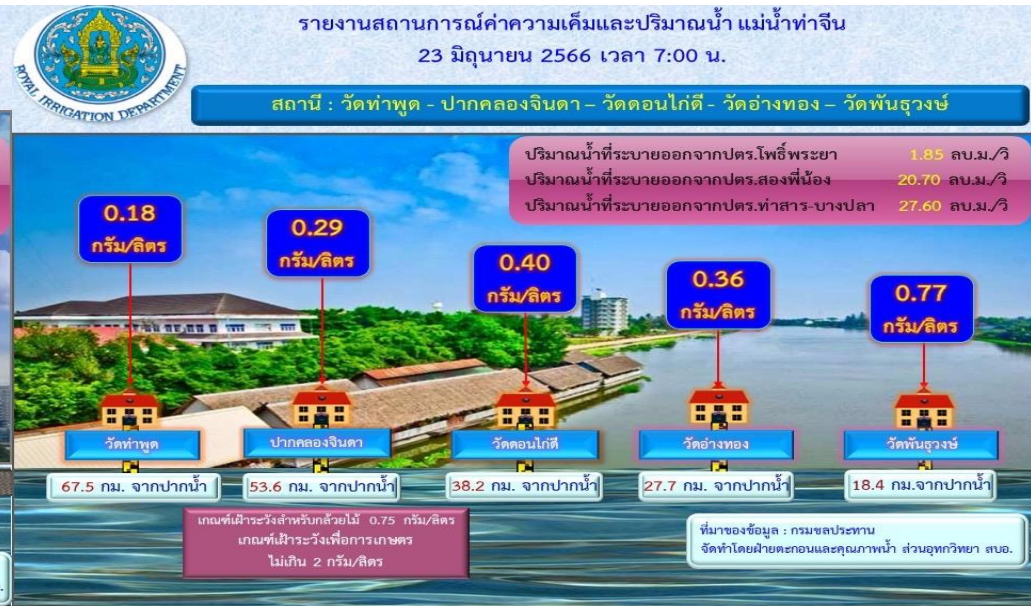 รายงานสถานการณ์ค่าความเค็มและปริมาณน้ำ แม่น้ำท่าจีน
23 มิถุนายน 2566 เวลา 7:00 น.
ROYAL IRRIGATION DEPARTMENT
สถานี : วัดท่าพูด - ปากคลองจินดา – วัดดอนไก่ดี - วัดอ่างทอง – วัดพันธุวงษ์
ปริมาณน้ำที่ระบายออกจากปตร.โพธิ์พระยา 1.85 ลบ.ม./วิ
ปริมาณน้ำที่ระบายออกจากปตร.สองพี่น้อง 20.70 ลบ.ม./วิ
ปริมาณน้ำที่ระบายออกจากปตร.ท่าสาร-บางปลา 27.60 ลบ.ม./วิ
0.18
กรัม/ลิตร
0.29
กรัม/ลิตร
0.40
กรัม/ลิตร
0.36
กรัม/ลิตร
0.77
กรัม/ลิตร
วัดท่าพูด
ปากคลองจินดา
วัดดอนไก่ดี
วัดอ่างทอง
วัดพันธุวงษ์
67.5 กม. จากปากน้ำ
53.6 กม. จากปากน้ำ
38.2 กม. จากปากน้ำ
27.7 กม. จากปากน้ำ
18.4 กม.จากปากน้ำ
เกณฑ์เฝ้าระวังสำหรับกล้วยไม้ 0.75 กรัม/ลิตร
เกณฑ์เฝ้าระวังเพื่อการเกษตร
ไม่เกิน 2 กรัม/ลิตร
ที่มาของข้อมูล : กรมชลประทาน
จัดทำโดยฝ่ายตะกอนและคุณภาพน้ำ ส่วนอุทกวิทยา สบอ.